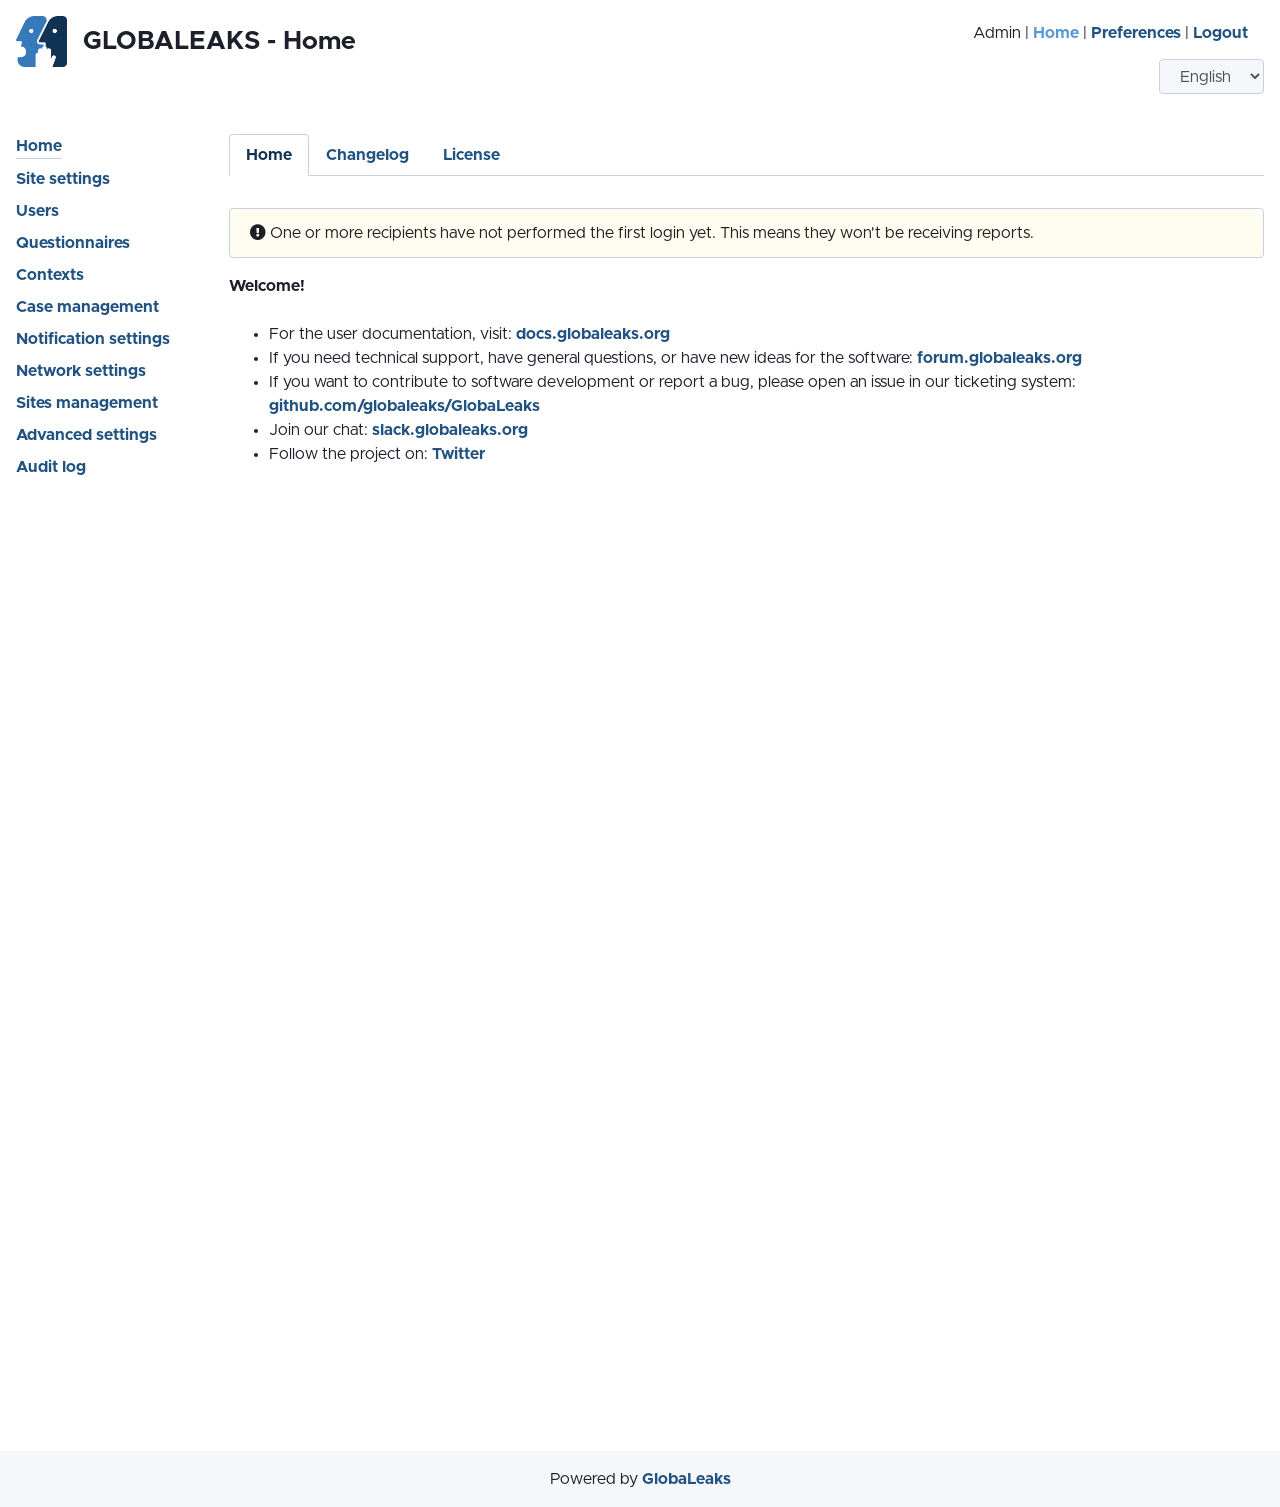 GLOBALEAKS - Home
Admin | Home | Preferences | Logout
English
Home
Site settings
Users
Questionnaires
Contexts
Case management
Notification settings
Network settings
Sites management
Advanced settings
Audit log
Home Changelog License
One or more recipients have not performed the first login yet. This means they won't be receiving reports.
Welcome!
For the user documentation, visit: docs.globaleaks.org
If you need technical support, have general questions, or have new ideas for the software: forum.globaleaks.org
If you want to contribute to software development or report a bug, please open an issue in our ticketing system:
github.com/globaleaks/GlobaLeaks
Join our chat: slack.globaleaks.org
Follow the project on: Twitter
Powered by GlobaLeaks